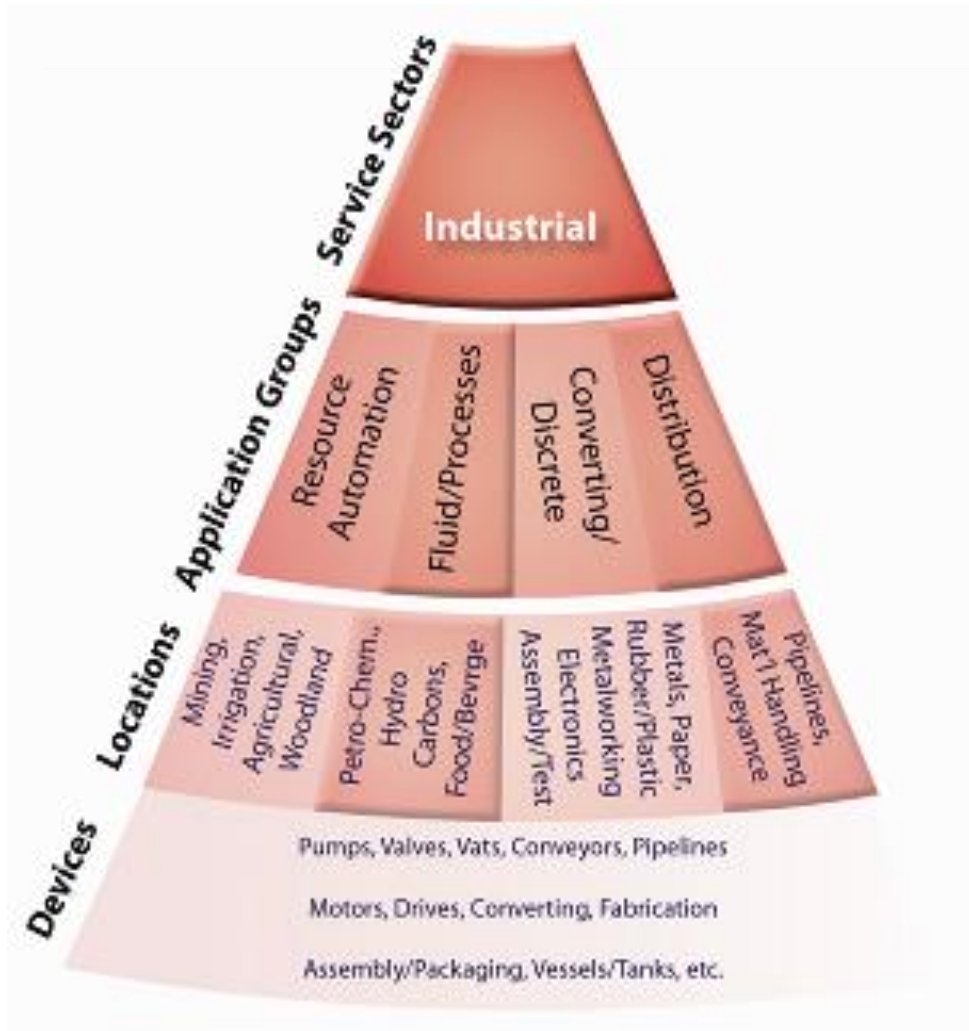 Service Sectors
Industrial
Application Groups
Resource
Automation
Fluid/Processes
Converting/
Discrete
Distribution
Locations
Mining,
Irrigation,
Agricultural,
Woodland
Petro-Chem.,
Hydro
Carbons,
Food/Bevrge
Metals, Paper,
Rubber/Plastic
Metalworking
Electronics
Assembly/Test
Pipelines,
Mat'l Handling
Conveyance
Devices
Pumps, Valves, Vats, Conveyors, Pipelines
Motors, Drives, Converting, Fabrication
Assembly/Packaging, Vessels/Tanks, etc.